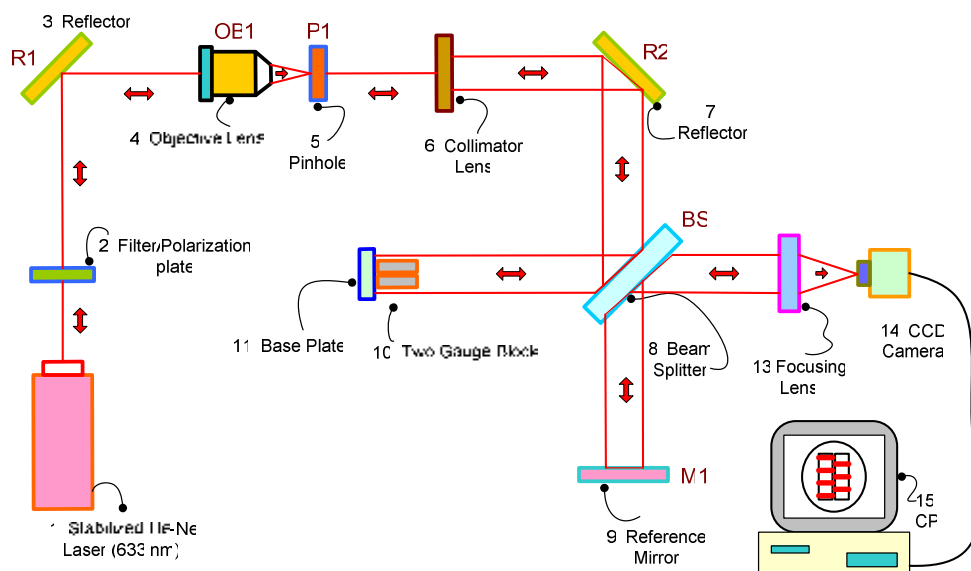 3 Reflector
R1
OB1
P1
R2
4 Objective Lens
5
Pinhole
6 Collimator
Lens
7
Reflector
2 Filter/Polarization
plate
BS
11 Base Plate
10 Two Gauge Block
8 Beam
Splitter
13 Focusing
Lens
14 CCD
Camera
M1
1 Stabilized He-Ne
Laser (633 nm)
9 Reference
Mirror
15